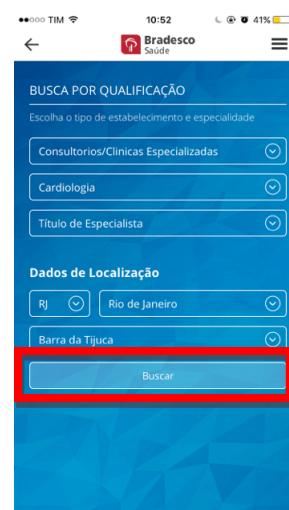 TIM 10:52 41%
Bradesco
Saúde
BUSCA POR QUALIFICAÇÃO
Escolha o tipo de estabelecimento e especialidade
Consultorios/Clinicas Especializadas
Cardiologia
Título de Especialista
Dados de Localização
RJ Rio de Janeiro
Barra da Tijuca
Buscar